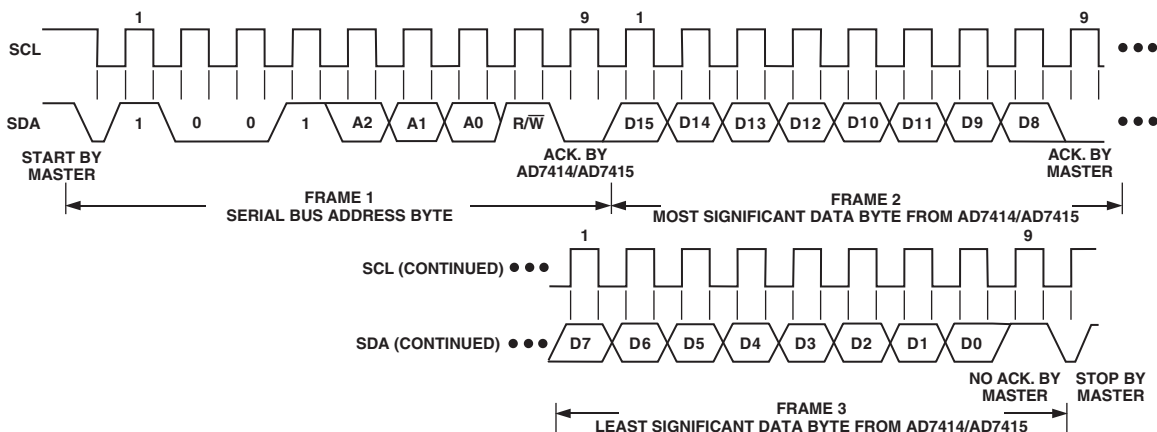 1 9 1 9
SCL
SDA 1 0 0 1 A2 A1 A0 R/W̅ D15 D14 D13 D12 D10 D11 D9 D8
START BY
MASTER
ACK. BY
AD7414/AD7415
ACK. BY
MASTER
FRAME 1
SERIAL BUS ADDRESS BYTE
FRAME 2
MOST SIGNIFICANT DATA BYTE FROM AD7414/AD7415
1 9
SCL (CONTINUED)
SDA (CONTINUED) D7 D6 D5 D4 D3 D2 D1 D0
NO ACK. BY
MASTER
STOP BY
MASTER
FRAME 3
LEAST SIGNIFICANT DATA BYTE FROM AD7414/AD7415